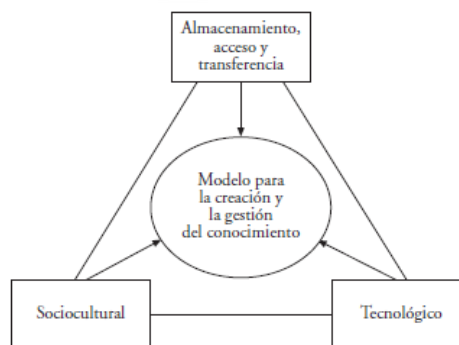 Almacenamiento,
acceso y
transferencia
Modelo para
la creación y
la gestión
del conocimiento
Sociocultural
Tecnológico